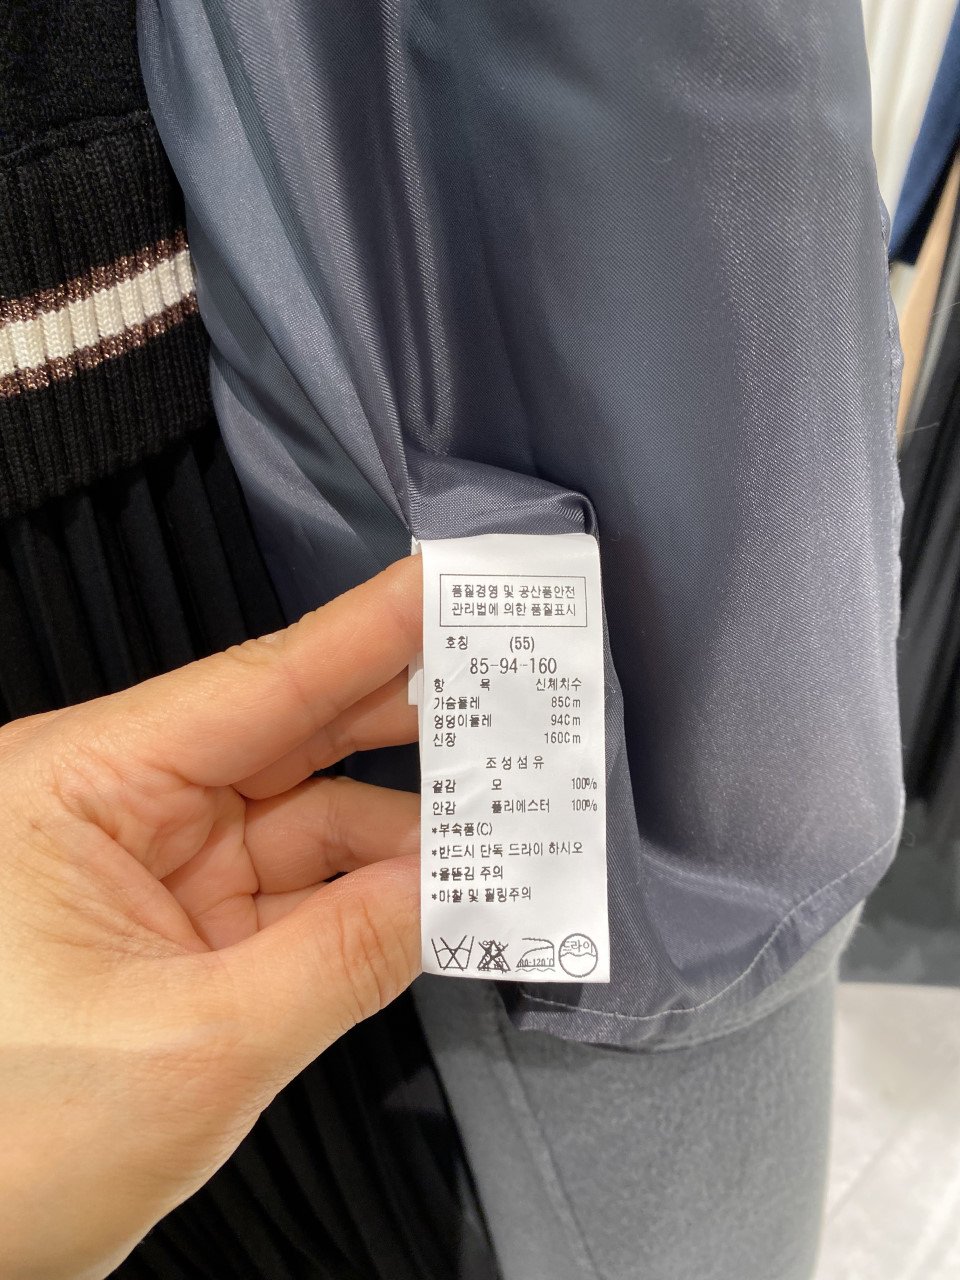 품질경영 및 공산품안전
관리법에 의한 품질표시
호칭 (55)
85-94-160
항 목 신체치수
가슴둘레 85Cm
엉덩이둘레 94Cm
신장 160Cm
조성섬유
겉감 모 100%
안감 폴리에스터 100%
*부속품(C)
*반드시 단독 드라이 하시오
*올뜯김 주의
*마찰 및 필링주의
80-120℃ 드라이